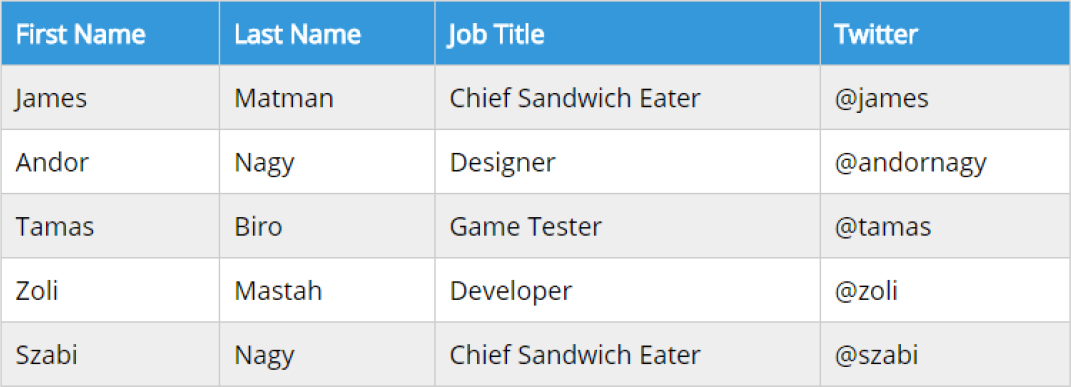 First Name Last Name Job Title Twitter
James Matman Chief Sandwich Eater @james
Andor Nagy Designer @andornagy
Tamas Biro Game Tester @tamas
Zoli Mastah Developer @zoli
Szabi Nagy Chief Sandwich Eater @szabi